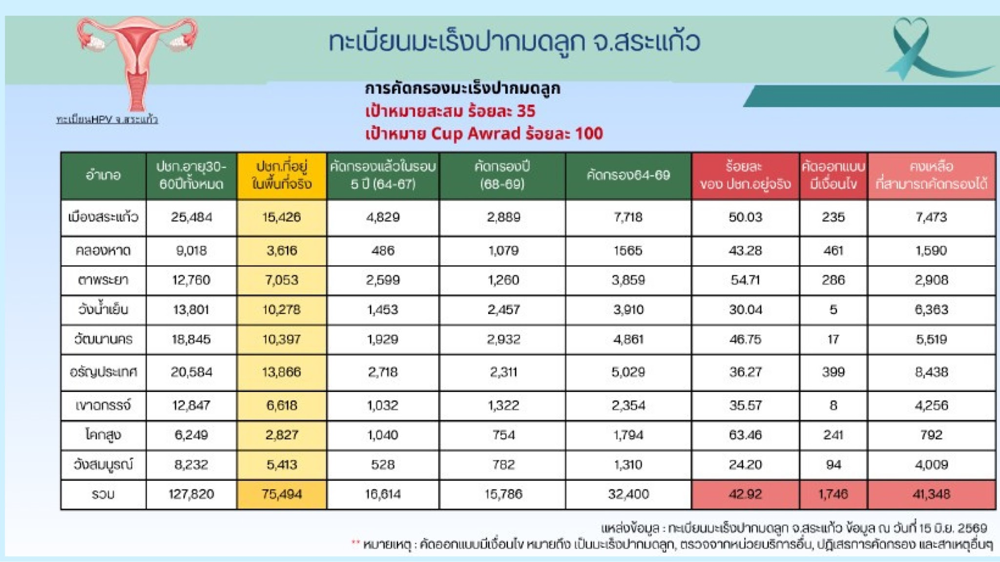 ทะเบียนมะเร็งปากมดลูก จ.สระแก้ว
การคัดกรองมะเร็งปากมดลูก
เป้าหมายสะสม ร้อยละ 35
เป้าหมาย Cup Awrad ร้อยละ 100
ทะเบียนHPV จ.สระแก้ว
อำเภอ ปชก.อายุ30-60ปีทั้งหมด ปชก.ที่อยู่ในพื้นที่จริง คัดกรองแล้วในรอบ 5 ปี (64-67) คัดกรองปี (68-69) คัดกรอง64-69 ร้อยละ ของ ปชก.อยู่จริง คัดออกแบบมีเงื่อนไข คงเหลือ ที่สามารถคัดกรองได้
เมืองสระแก้ว 25,484 15,426 4,829 2,889 7,718 50.03 235 7,473
คลองหาด 9,018 3,616 486 1,079 1565 43.28 461 1,590
ตาพระยา 12,760 7,053 2,599 1,260 3,859 54.71 286 2,908
วังน้ำเย็น 13,801 10,278 1,453 2,457 3,910 30.04 5 6,363
วัฒนานคร 18,845 10,397 1,929 2,932 4,861 46.75 17 5,519
อรัญประเทศ 20,584 13,866 2,718 2,311 5,029 36.27 399 8,438
เขาฉกรรจ์ 12,847 6,618 1,032 1,322 2,354 35.57 8 4,256
โคกสูง 6,249 2,827 1,040 754 1,794 63.46 241 792
วังสมบูรณ์ 8,232 5,413 528 782 1,310 24.20 94 4,009
รวม 127,820 75,494 16,614 15,786 32,400 42.92 1,746 41,348
แหล่งข้อมูล : ทะเบียนมะเร็งปากมดลูก จ.สระแก้ว ข้อมูล ณ วันที่ 15 มิ.ย. 2569
** หมายเหตุ : คัดออกแบบมีเงื่อนไข หมายถึง เป็นมะเร็งปากมดลูก, ตรวจจากหน่วยบริการอื่น, ปฏิเสธการคัดกรอง และสาเหตุอื่นๆ